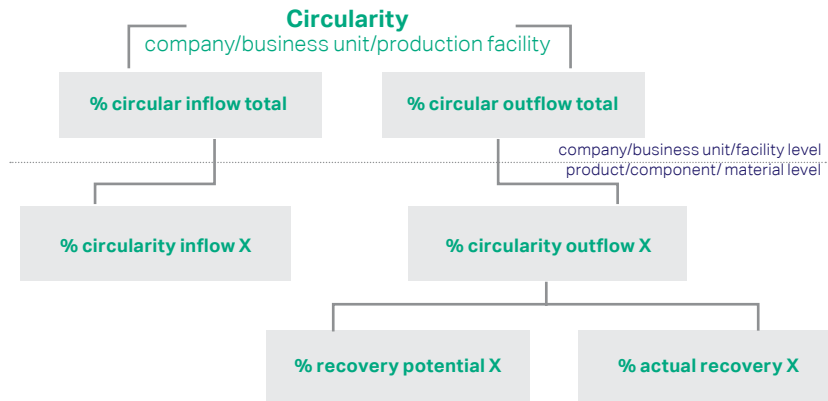 Circularity
company/business unit/production facility
% circular inflow total
% circular outflow total
company/business unit/facility level
product/component/ material level
% circularity inflow X
% circularity outflow X
% recovery potential X
% actual recovery X